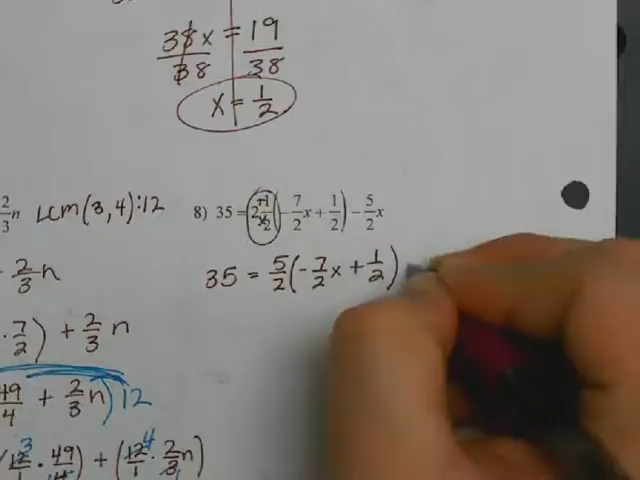 38x = 19
38 38
x = 1/2
2/3 n LCM(3,4):12
8) 35 = 2 1/2 (-7/2 x + 1/2) - 5/2 x
2/3 n
35 = 5/2 (-7/2 x + 1/2)
· 7/2) + 2/3 n
49/4 + 2/3 n) 12
3 4
(12/1 · 49/4) + (12/1 · 2/3 n)